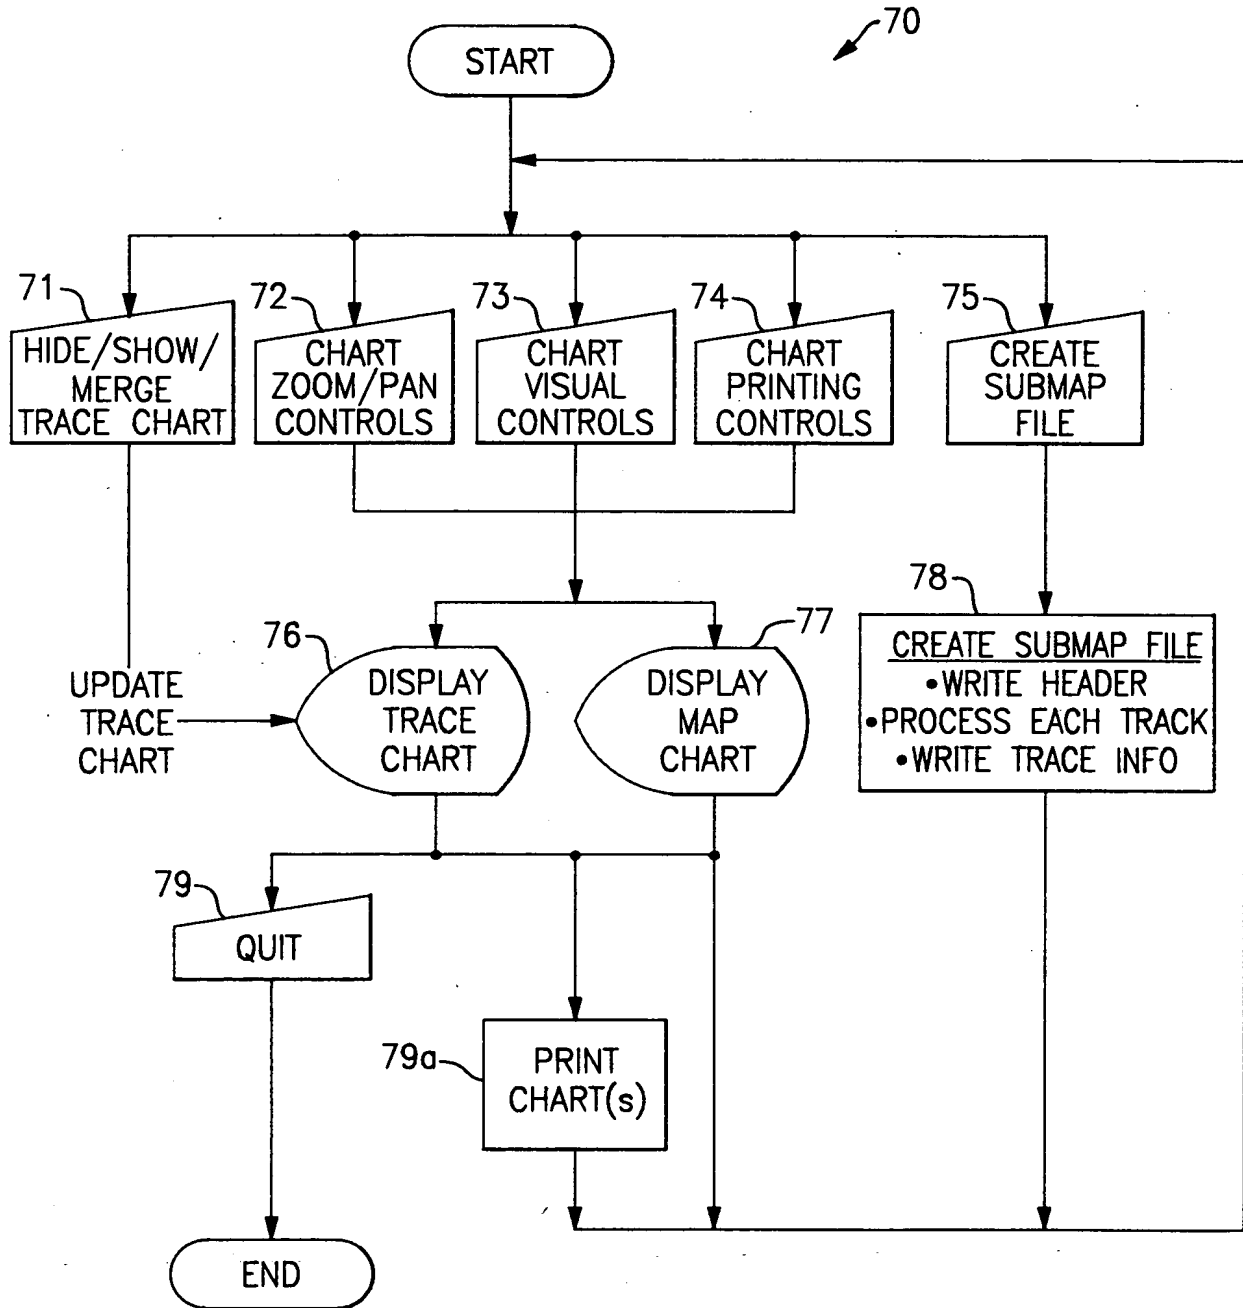 70
START
71
HIDE/SHOW/
MERGE
TRACE CHART
72
CHART
ZOOM/PAN
CONTROLS
73
CHART
VISUAL
CONTROLS
74
CHART
PRINTING
CONTROLS
75
CREATE
SUBMAP
FILE
UPDATE
TRACE
CHART
76
DISPLAY
TRACE
CHART
77
DISPLAY
MAP
CHART
78
CREATE SUBMAP FILE
•WRITE HEADER
•PROCESS EACH TRACK
•WRITE TRACE INFO
79
QUIT
79a
PRINT
CHART(s)
END